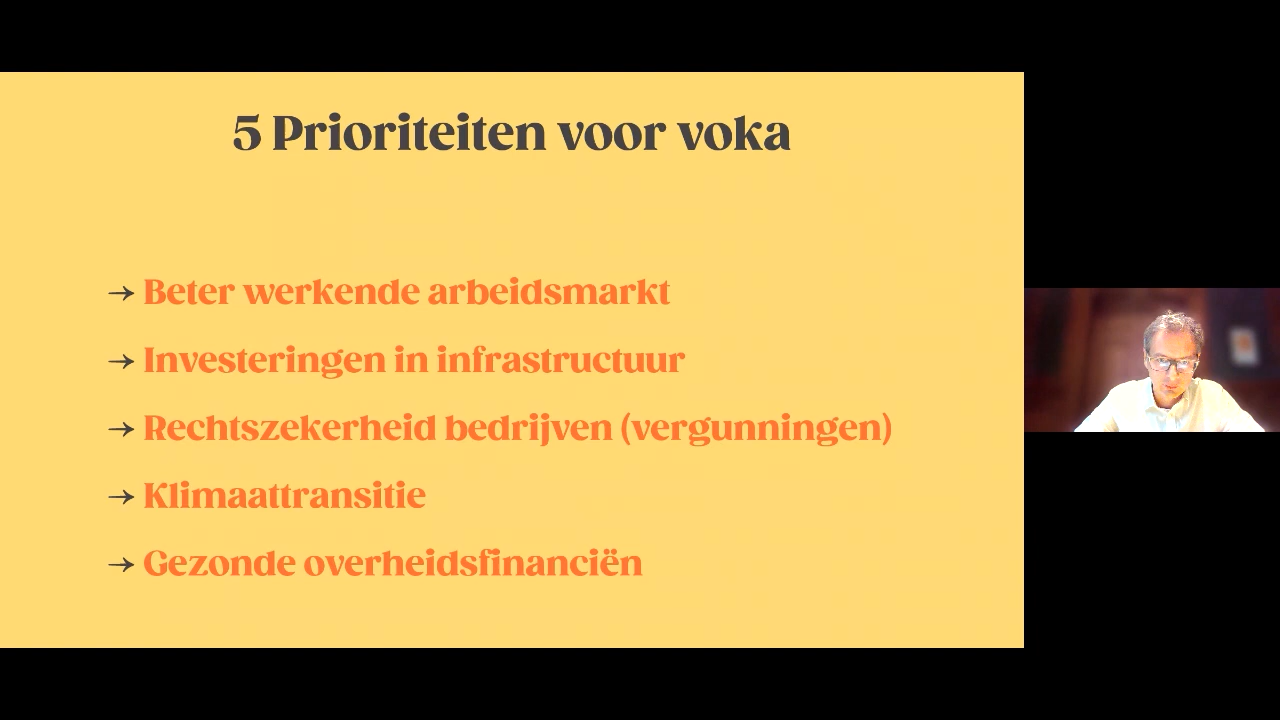 5 Prioriteiten voor voka
→ Beter werkende arbeidsmarkt
→ Investeringen in infrastructuur
→ Rechtszekerheid bedrijven (vergunningen)
→ Klimaattransitie
→ Gezonde overheidsfinanciën